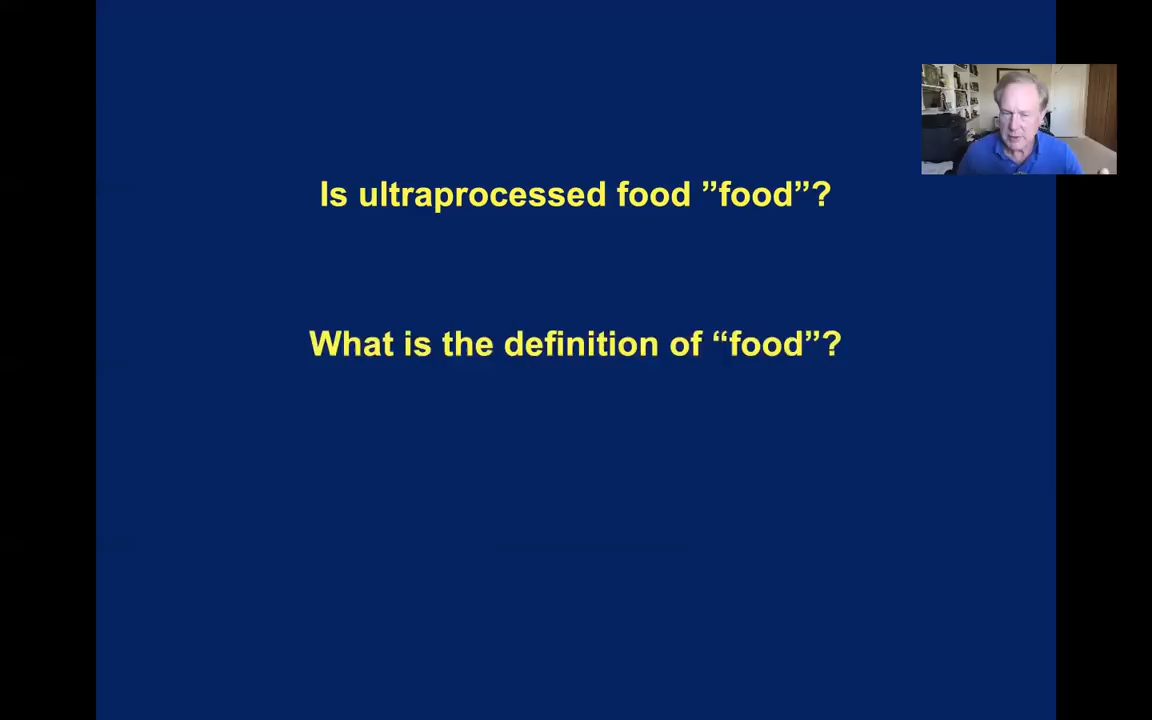 Is ultraprocessed food ”food”?
What is the definition of “food”?